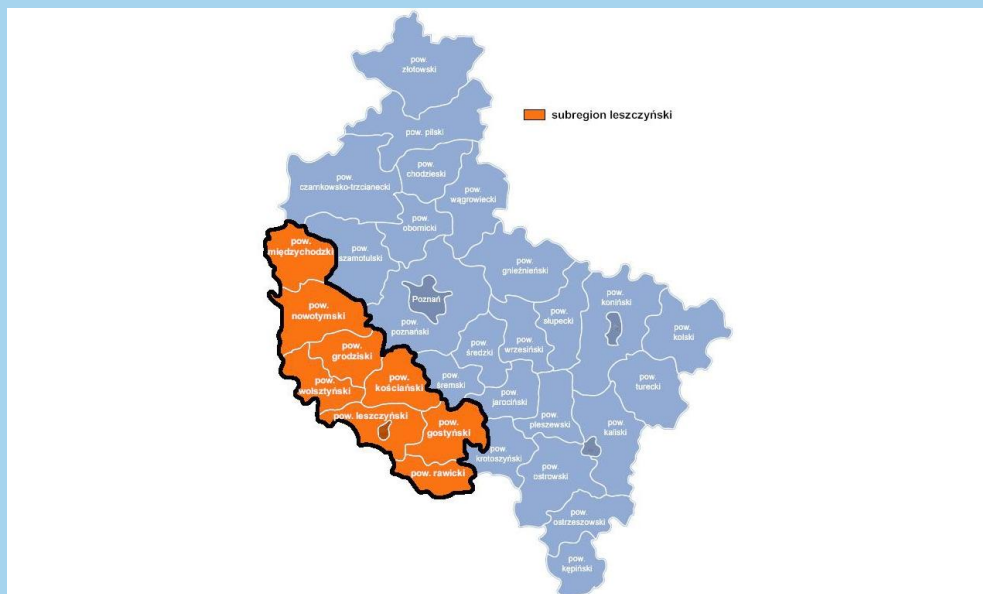 pow.
złotowski
subregion leszczyński
pow. pilski
pow.
chodzieski
pow.
czarnkowsko-trzcianecki
pow.
wągrowiecki
pow.
obornicki
pow.
międzychodzki
pow.
szamotulski
pow.
gnieźnieński
pow.
koniński
Poznań
pow.
nowotymski
pow.
słupecki
pow.
poznański
pow.
kolski
pow.
średzki
pow.
wrzesiński
pow.
grodziski
pow.
kościański
pow.
śremski
pow.
turecki
pow.
wolsztyński
pow.
jarociński
pow. leszczyński
pow.
gostyński
pow.
pleszewski
pow.
kaliski
pow.
krotoszyński
pow. rawicki
pow.
ostrowski
pow.
ostrzeszowski
pow.
kępiński